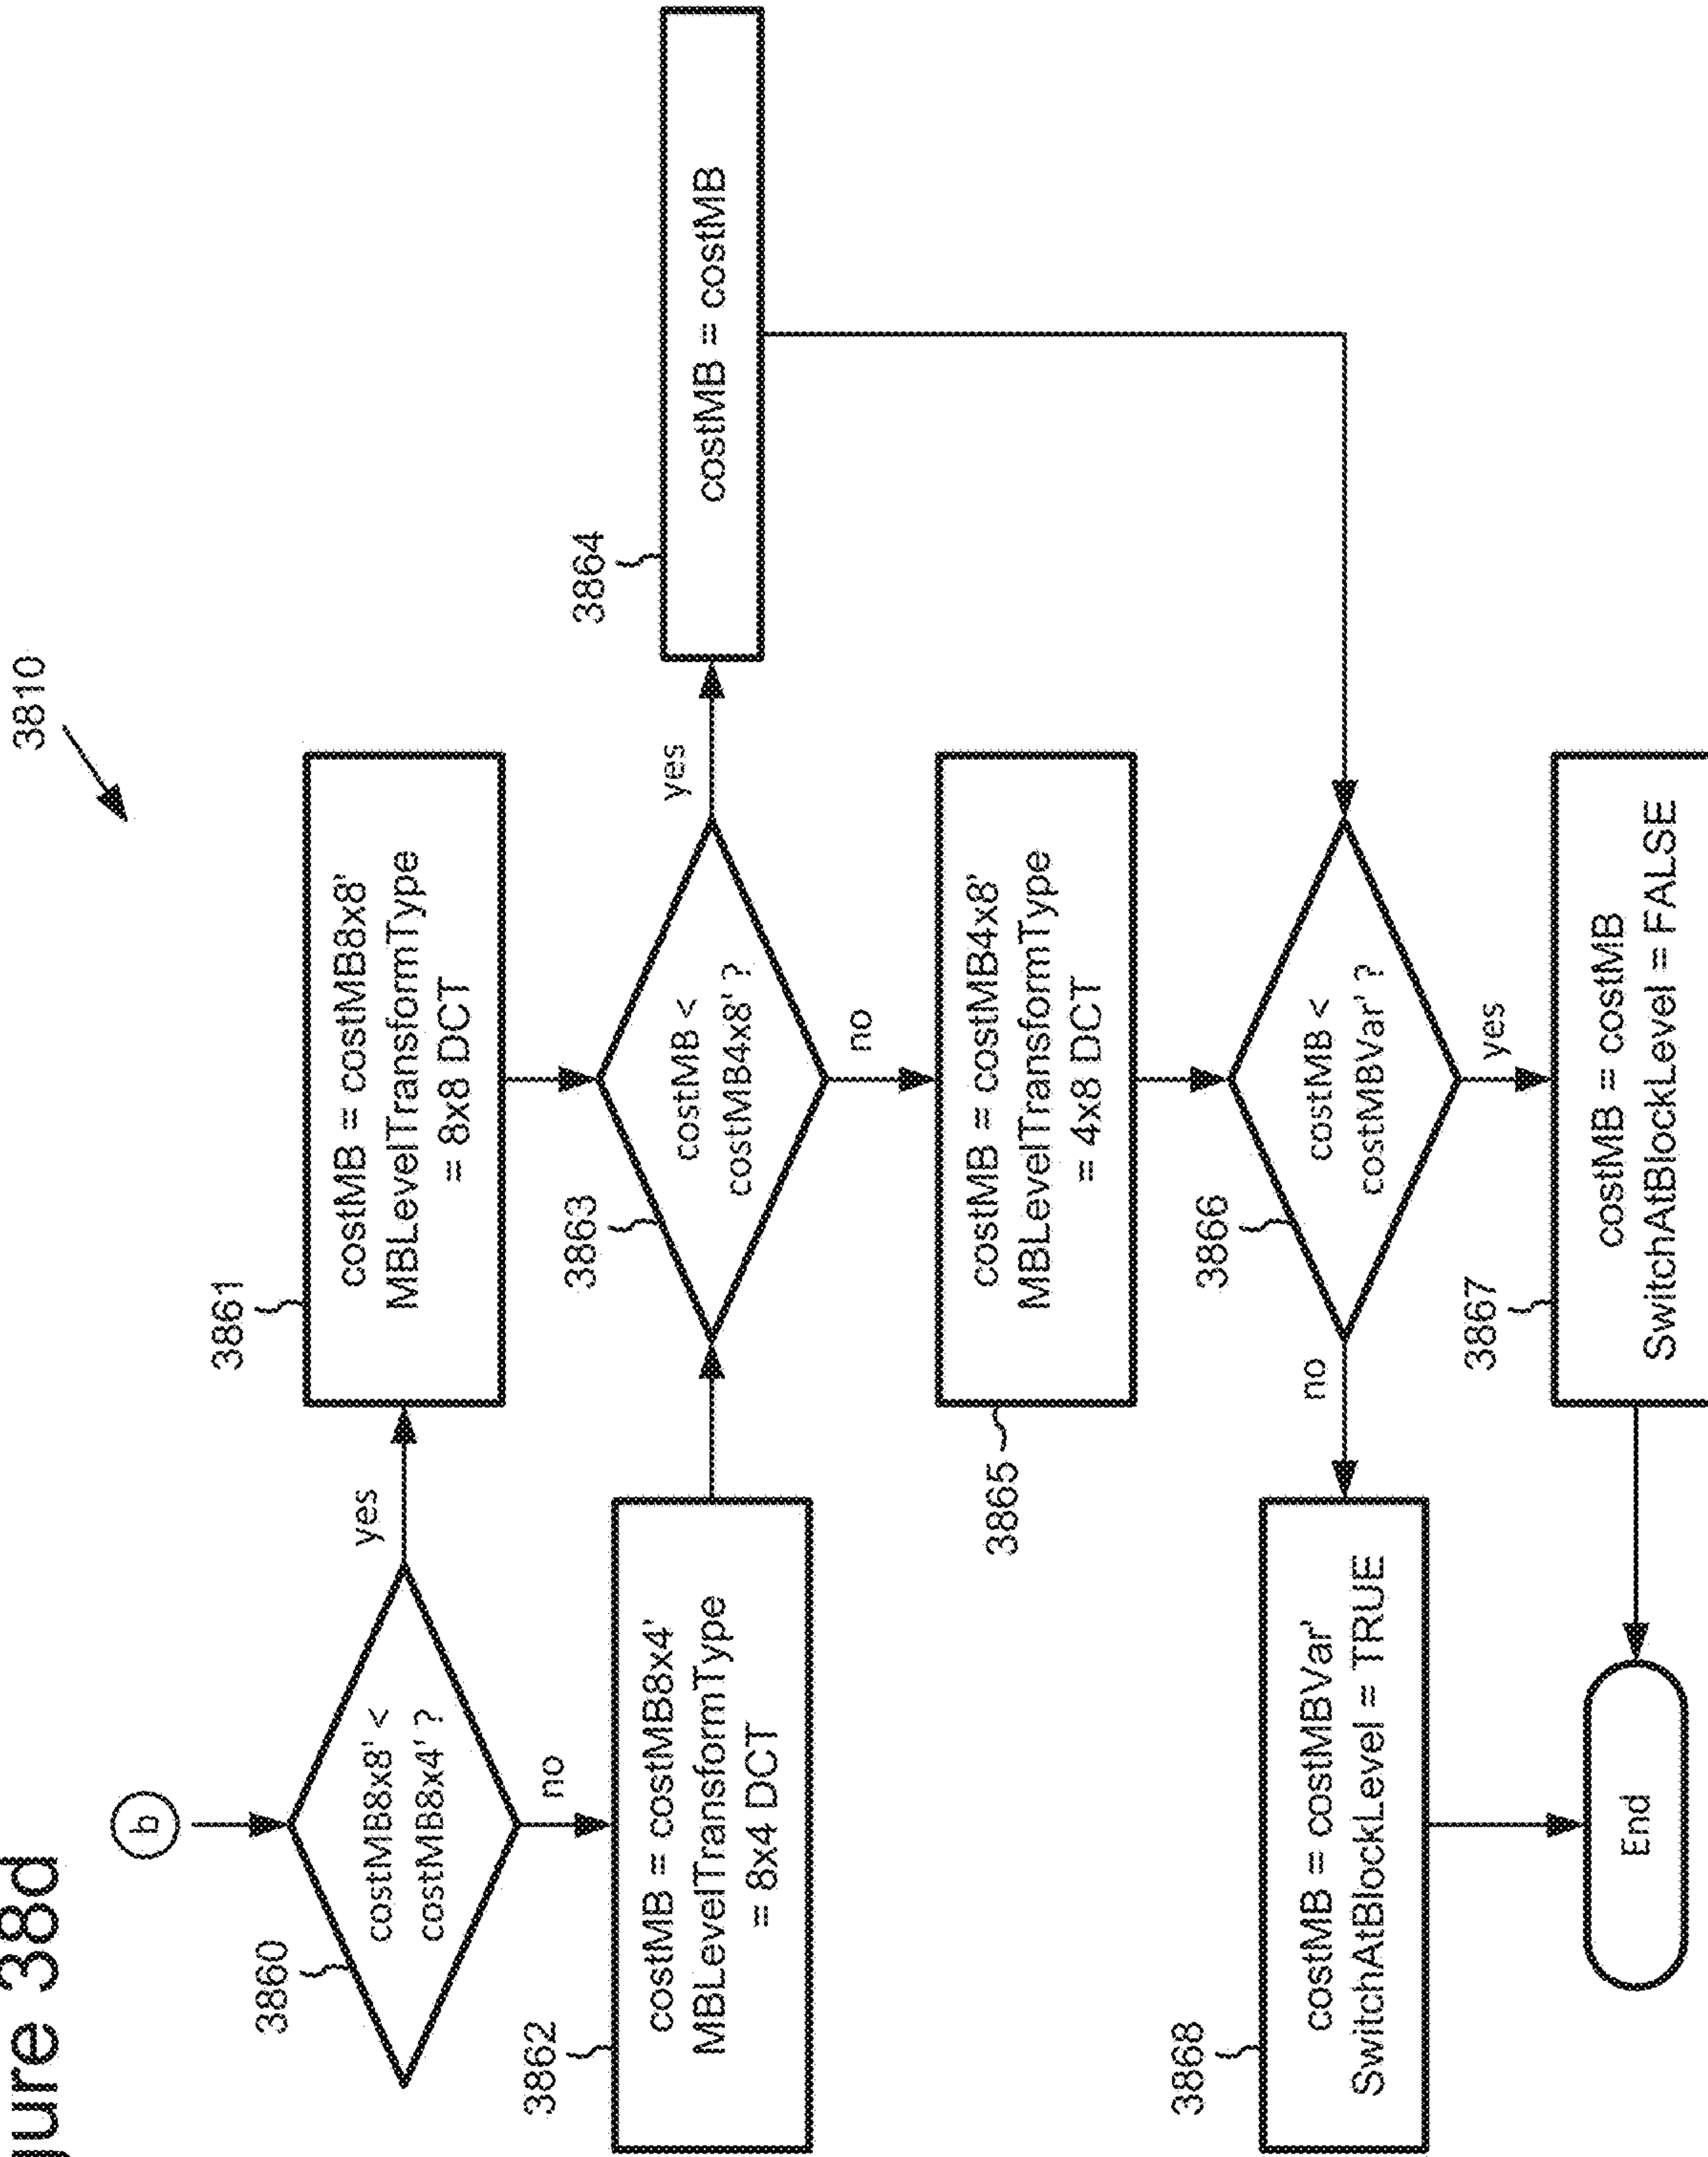 gure 38d
3810
b
3860
costMB8x8' <
costMB8x4' ?
yes
no
3861
costMB = costMB8x8'
MBLevelTransformType
= 8x8 DCT
3862
costMB = costMB8x4'
MBLevelTransformType
= 8x4 DCT
3863
costMB <
costMB4x8' ?
yes
no
3864
costMB = costMB
3865
costMB = costMB4x8'
MBLevelTransformType
= 4x8 DCT
3866
costMB <
costMBVar' ?
no
yes
3868
costMB = costMBVar'
SwitchAtBlockLevel = TRUE
3867
costMB = costMB
SwitchAtBlockLevel = FALSE
End